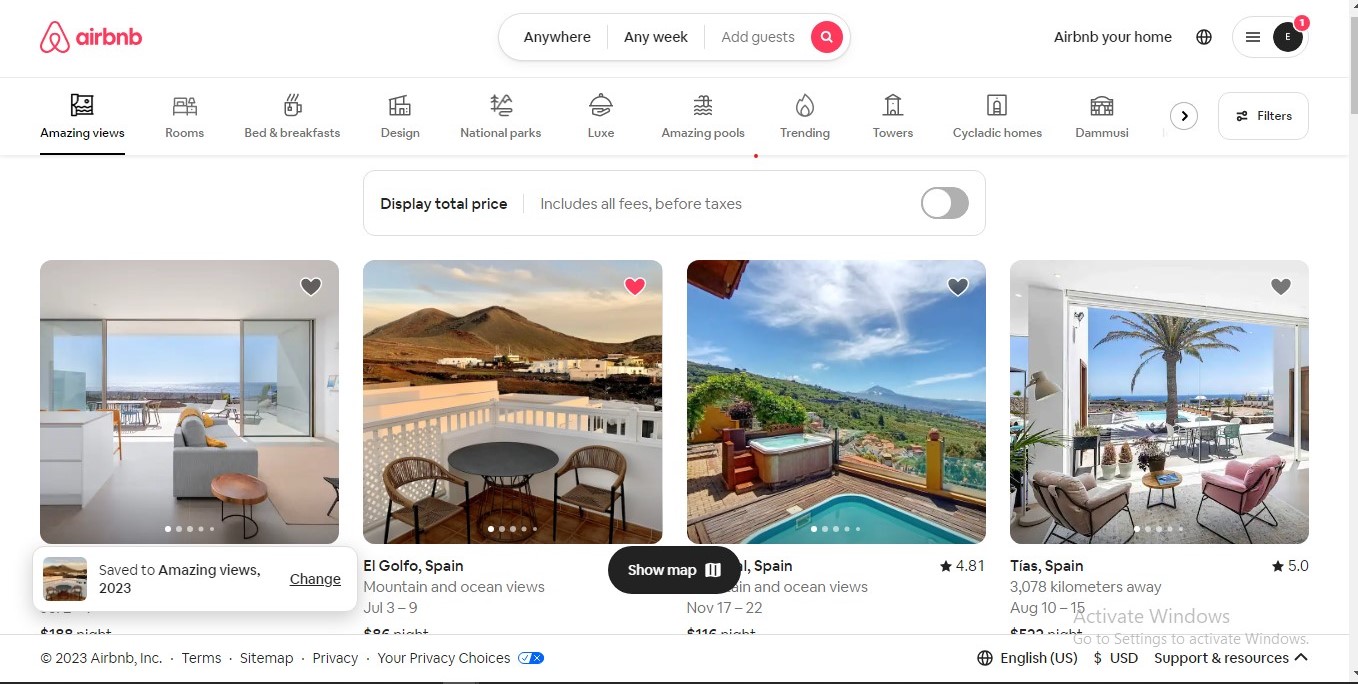 airbnb
Anywhere
Any week
Add guests
Airbnb your home
E
1
Amazing views
Rooms
Bed & breakfasts
Design
National parks
Luxe
Amazing pools
Trending
Towers
Cycladic homes
Dammusi
Filters
Display total price
Includes all fees, before taxes
Saved to Amazing views,
2023
Change
El Golfo, Spain
Mountain and ocean views
Jul 3 – 9
$86 night
Show map
Spain
4.81
and ocean views
Nov 17 – 22
$116 night
Tías, Spain
5.0
3,078 kilometers away
Aug 10 – 15
$522 night
$188 night
Activate Windows
Go to Settings to activate Windows.
© 2023 Airbnb, Inc. · Terms · Sitemap · Privacy · Your Privacy Choices
English (US)
$ USD
Support & resources